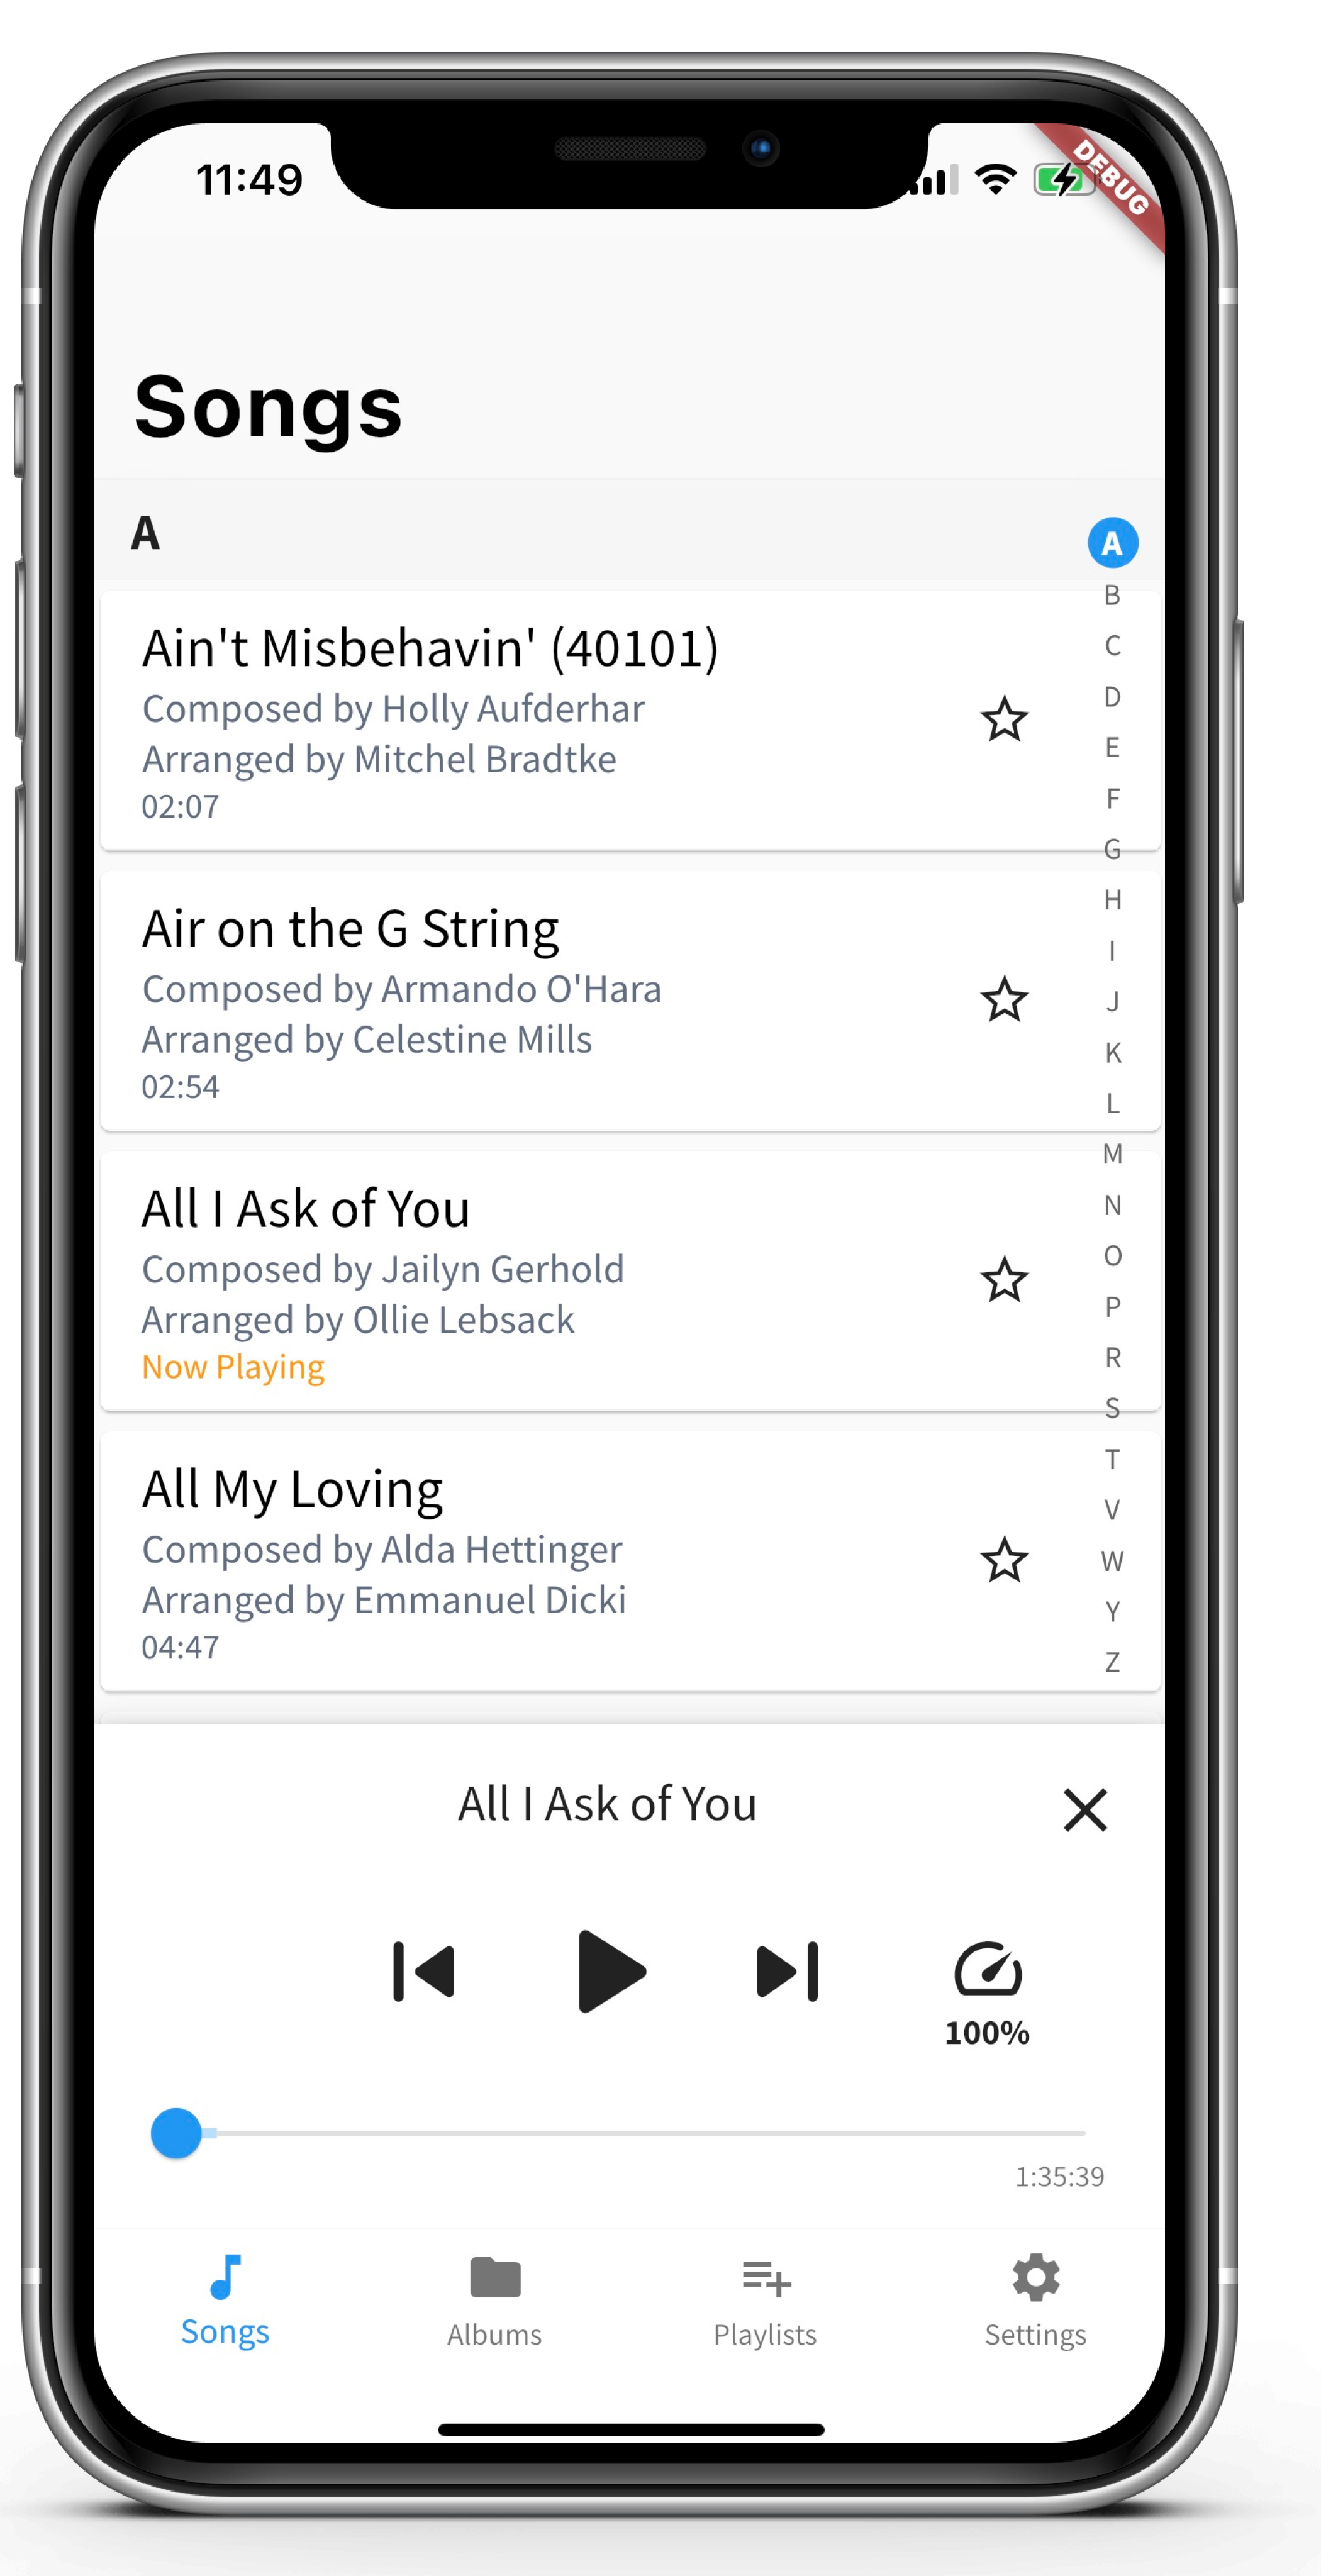 11:49
DEBUG
Songs
A
A
B
C
D
E
F
G
H
I
J
K
L
M
N
O
P
R
S
T
V
W
Y
Z
Ain't Misbehavin' (40101)
Composed by Holly Aufderhar
Arranged by Mitchel Bradtke
02:07
Air on the G String
Composed by Armando O'Hara
Arranged by Celestine Mills
02:54
All I Ask of You
Composed by Jailyn Gerhold
Arranged by Ollie Lebsack
Now Playing
All My Loving
Composed by Alda Hettinger
Arranged by Emmanuel Dicki
04:47
All I Ask of You
100%
1:35:39
Songs
Albums
Playlists
Settings